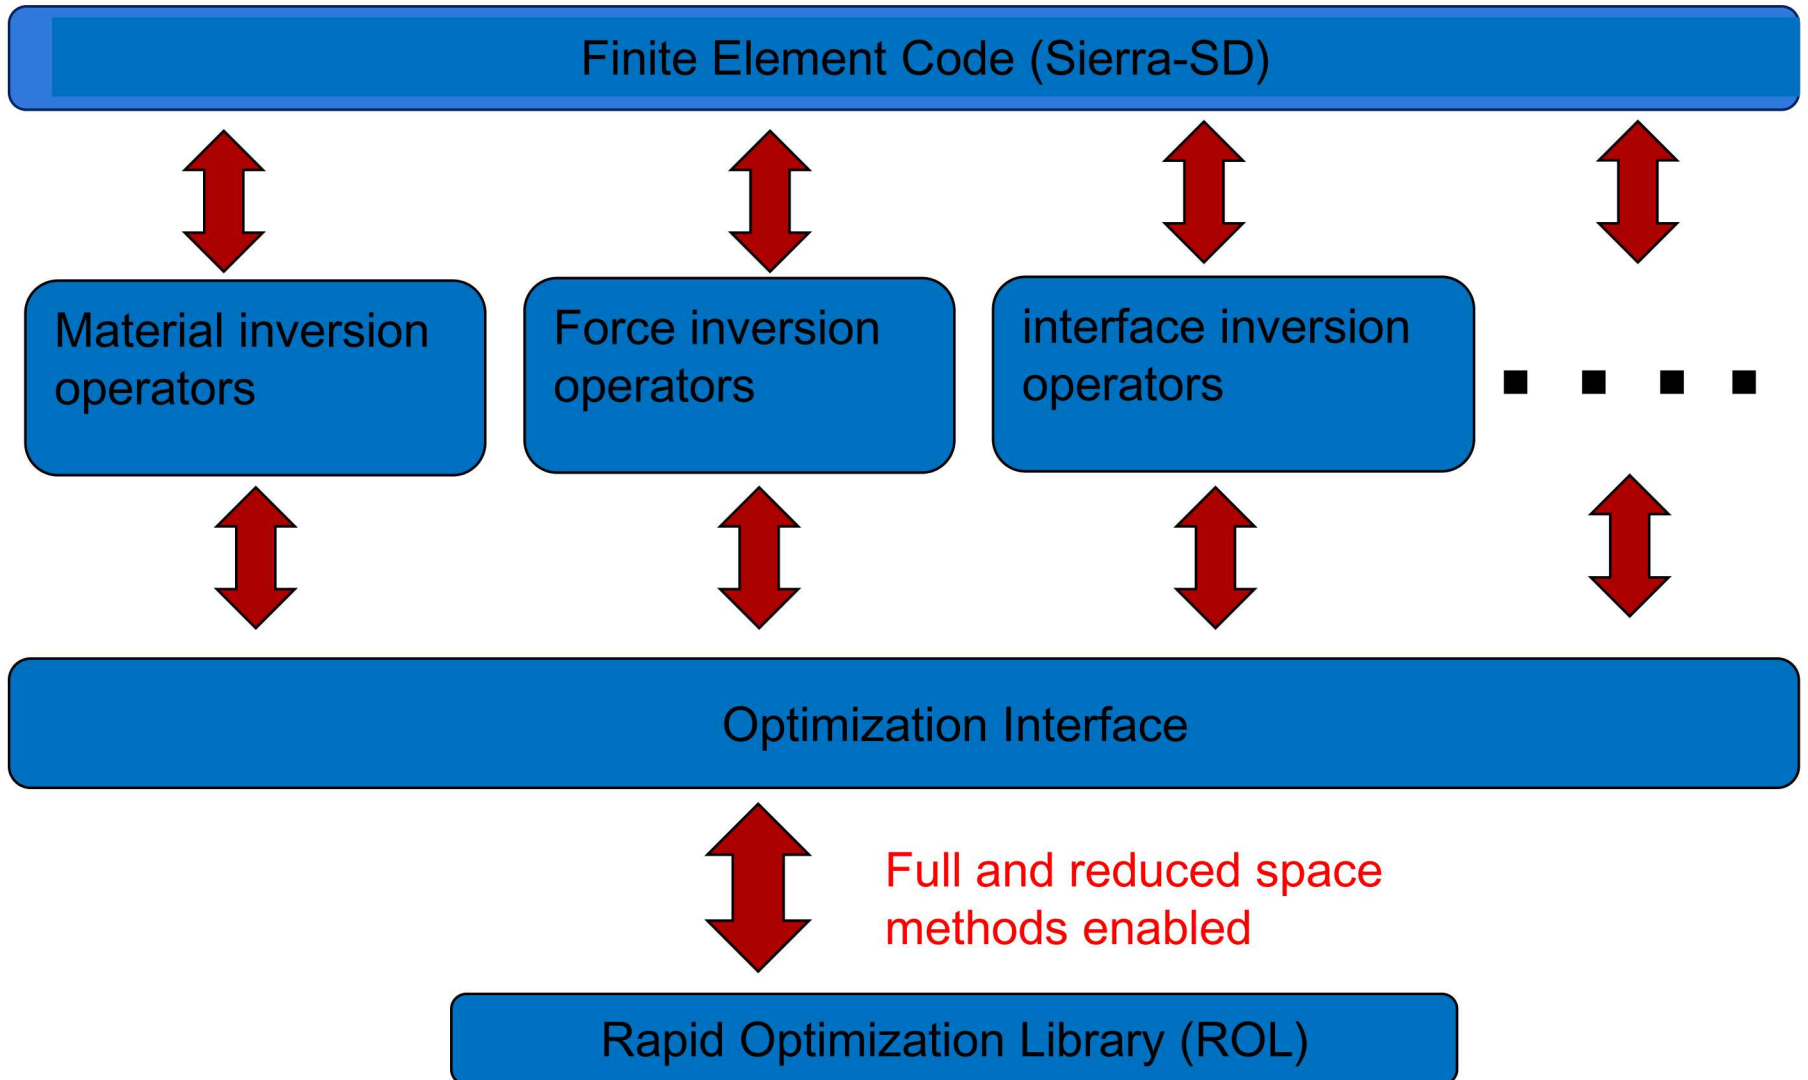 Finite Element Code (Sierra-SD)
Material inversion
operators
Force inversion
operators
interface inversion
operators
Optimization Interface
Full and reduced space
methods enabled
Rapid Optimization Library (ROL)